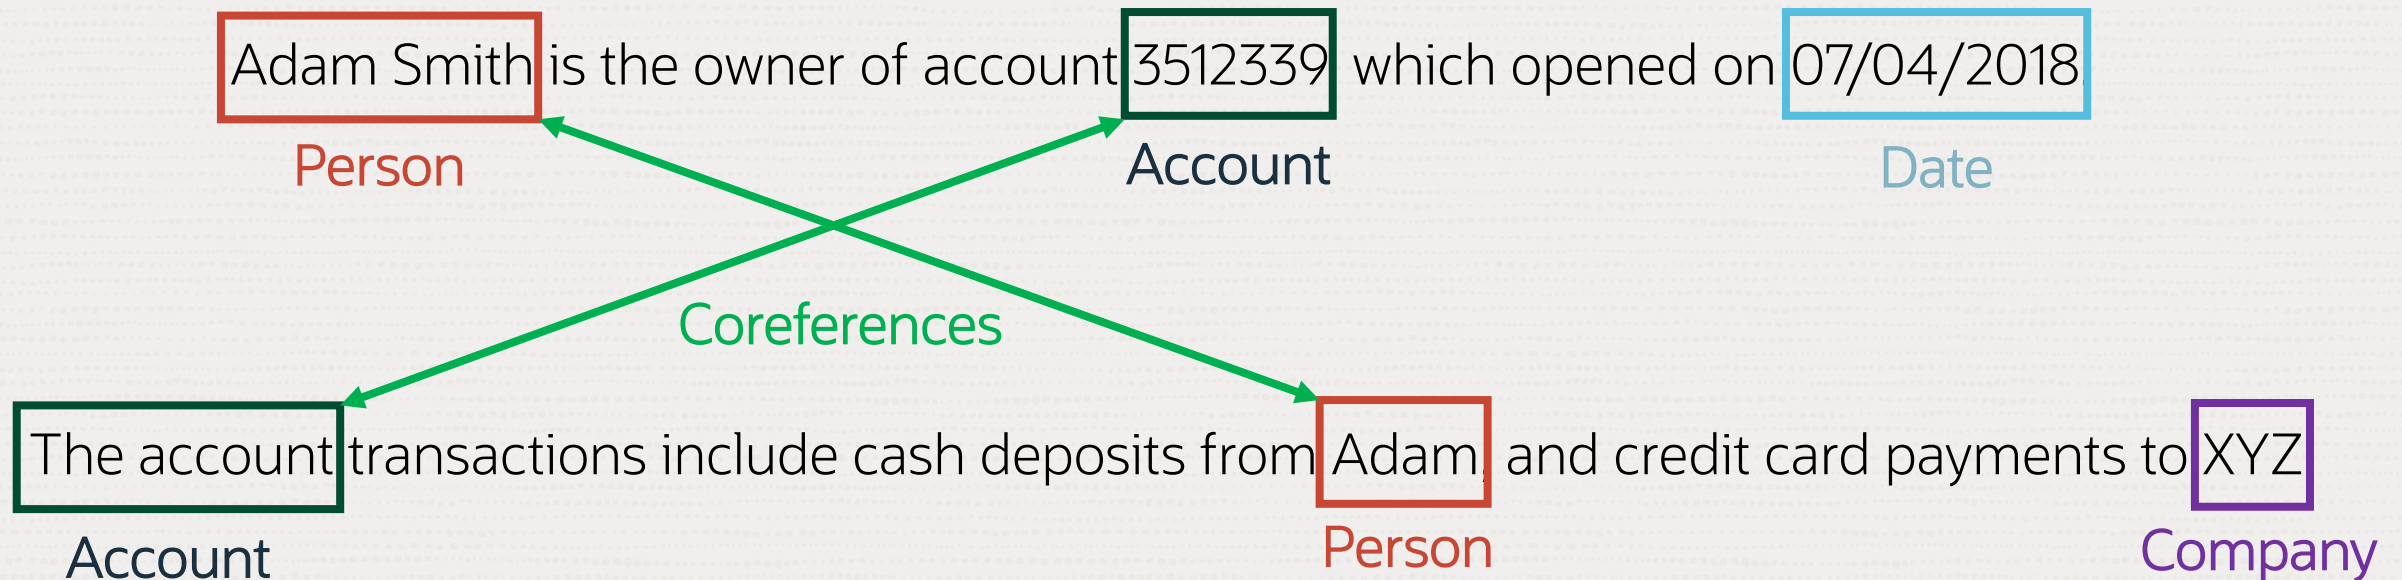 Adam Smith is the owner of account 3512339 which opened on 07/04/2018
Person Account Date
Coreferences
The account transactions include cash deposits from Adam, and credit card payments to XYZ
Account Person Company